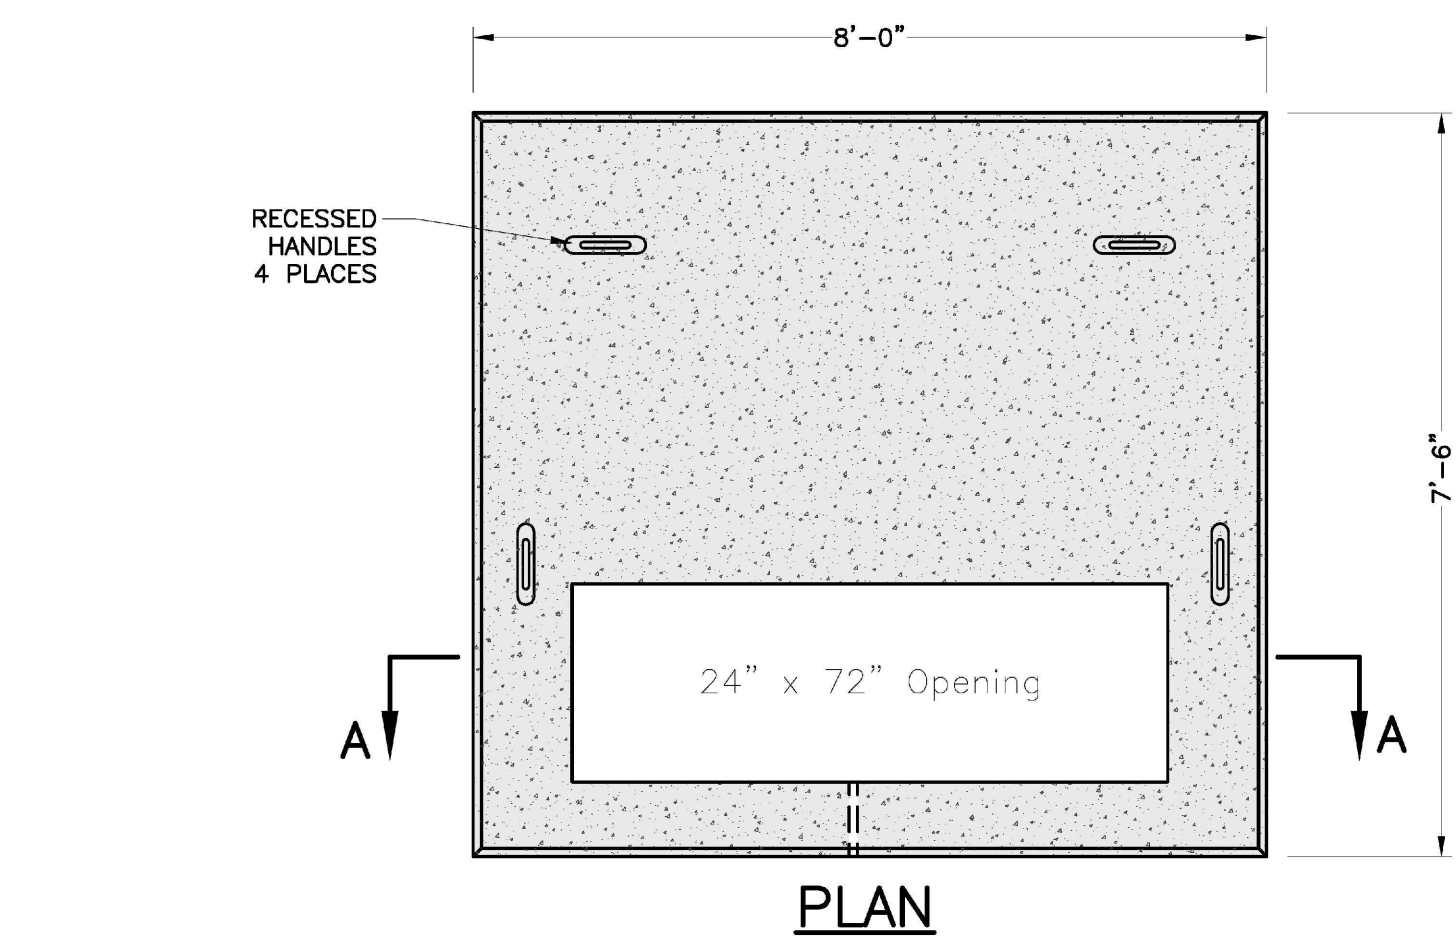 8'-0"
RECESSED
HANDLES
4 PLACES
7'-6"
24" x 72" Opening
A
A
PLAN